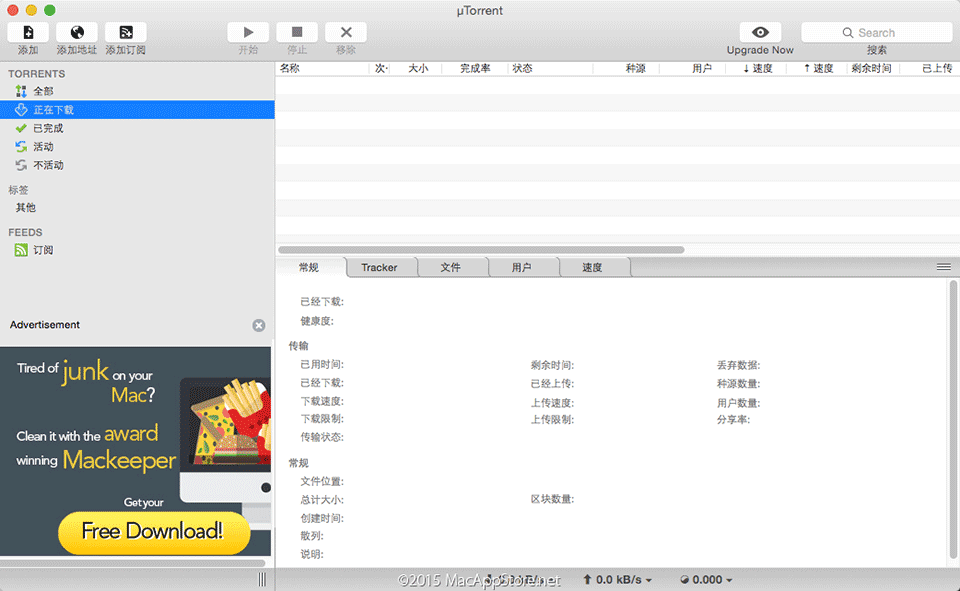 µTorrent
添加 添加地址 添加订阅 开始 停止 移除 Upgrade Now Search 搜索
TORRENTS
全部
正在下载
已完成
活动
不活动
标签
其他
FEEDS
订阅
名称 次· 大小 完成率 状态 种源 用户 ↓ 速度 ↑ 速度 剩余时间 已上传
常规 Tracker 文件 用户 速度
已经下载:
健康度:
传输
已用时间: 剩余时间: 丢弃数据:
已经下载: 已经上传: 种源数量:
下载速度: 上传速度: 用户数量:
下载限制: 上传限制: 分享率:
传输状态:
常规
文件位置:
总计大小: 区块数量:
创建时间:
散列:
说明:
Advertisement
Tired of junk on your Mac?
Clean it with the award
winning Mackeeper
Get your
Free Download!
©2015 MacAppStore.net ↑ 0.0 kB/s 0.000